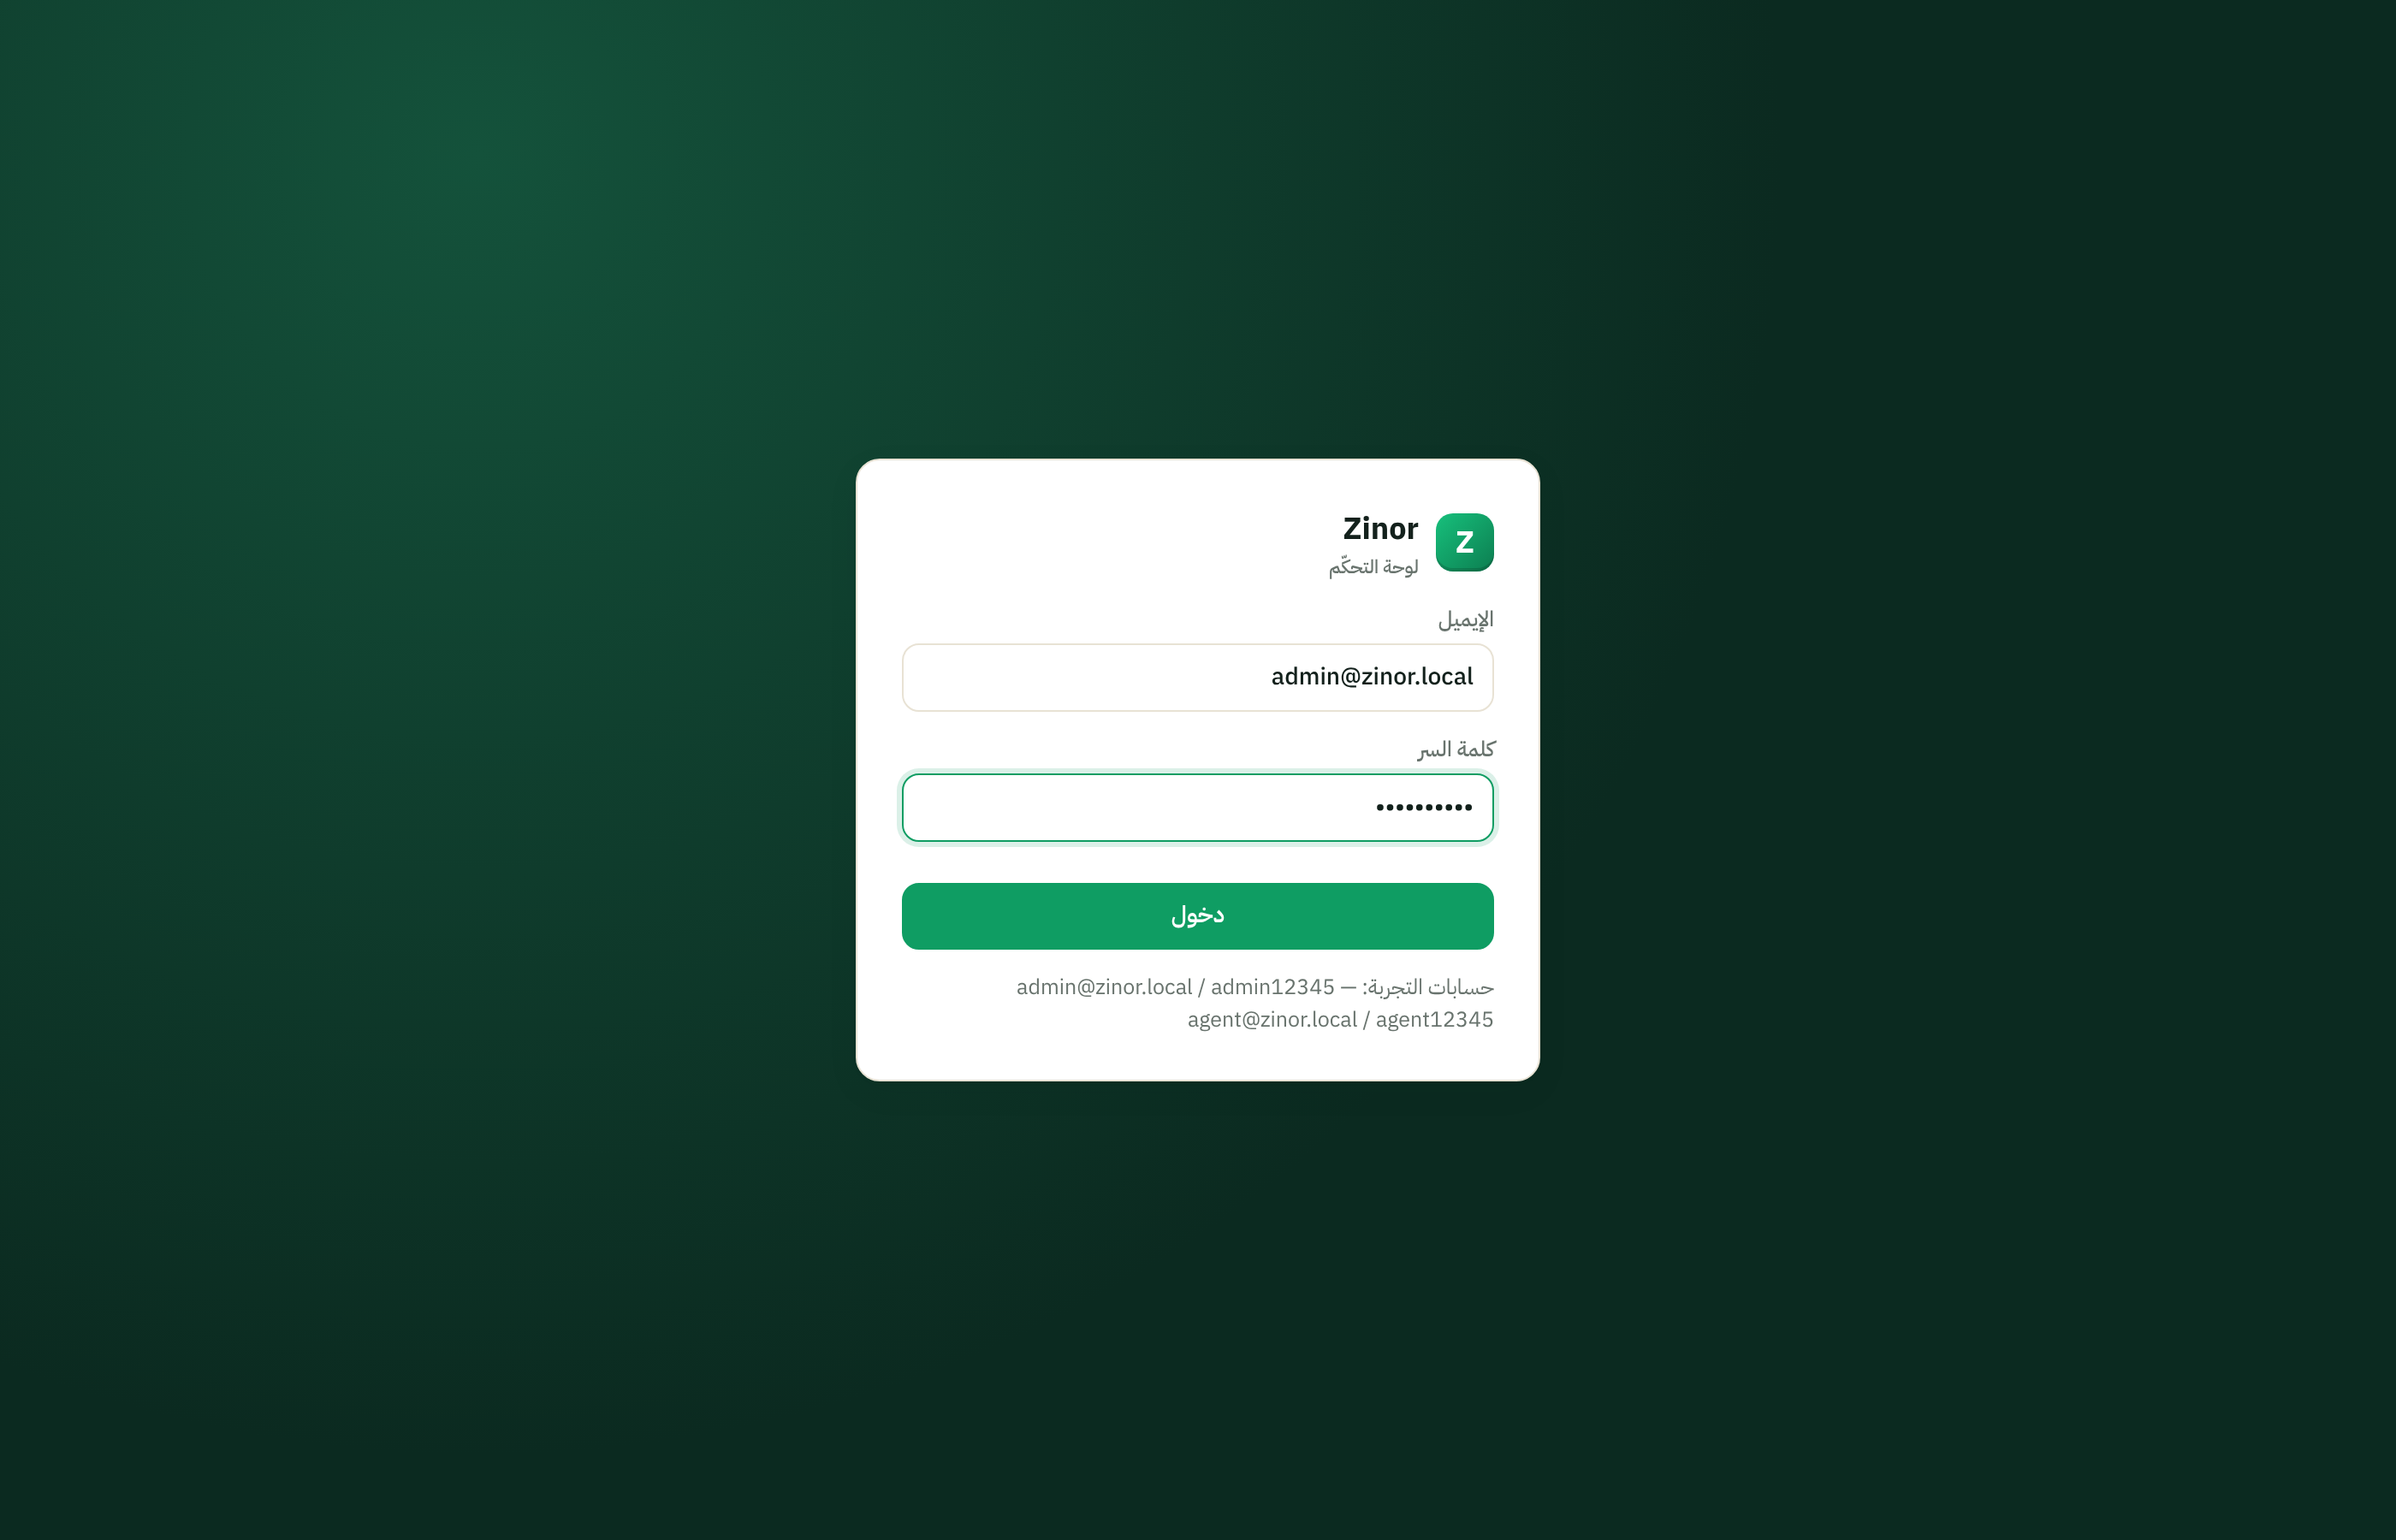 Z
Zinor
لوحة التحكّم
الإيميل
admin@zinor.local
كلمة السر
••••••••••
دخول
حسابات التجربة: — admin@zinor.local / admin12345
agent@zinor.local / agent12345